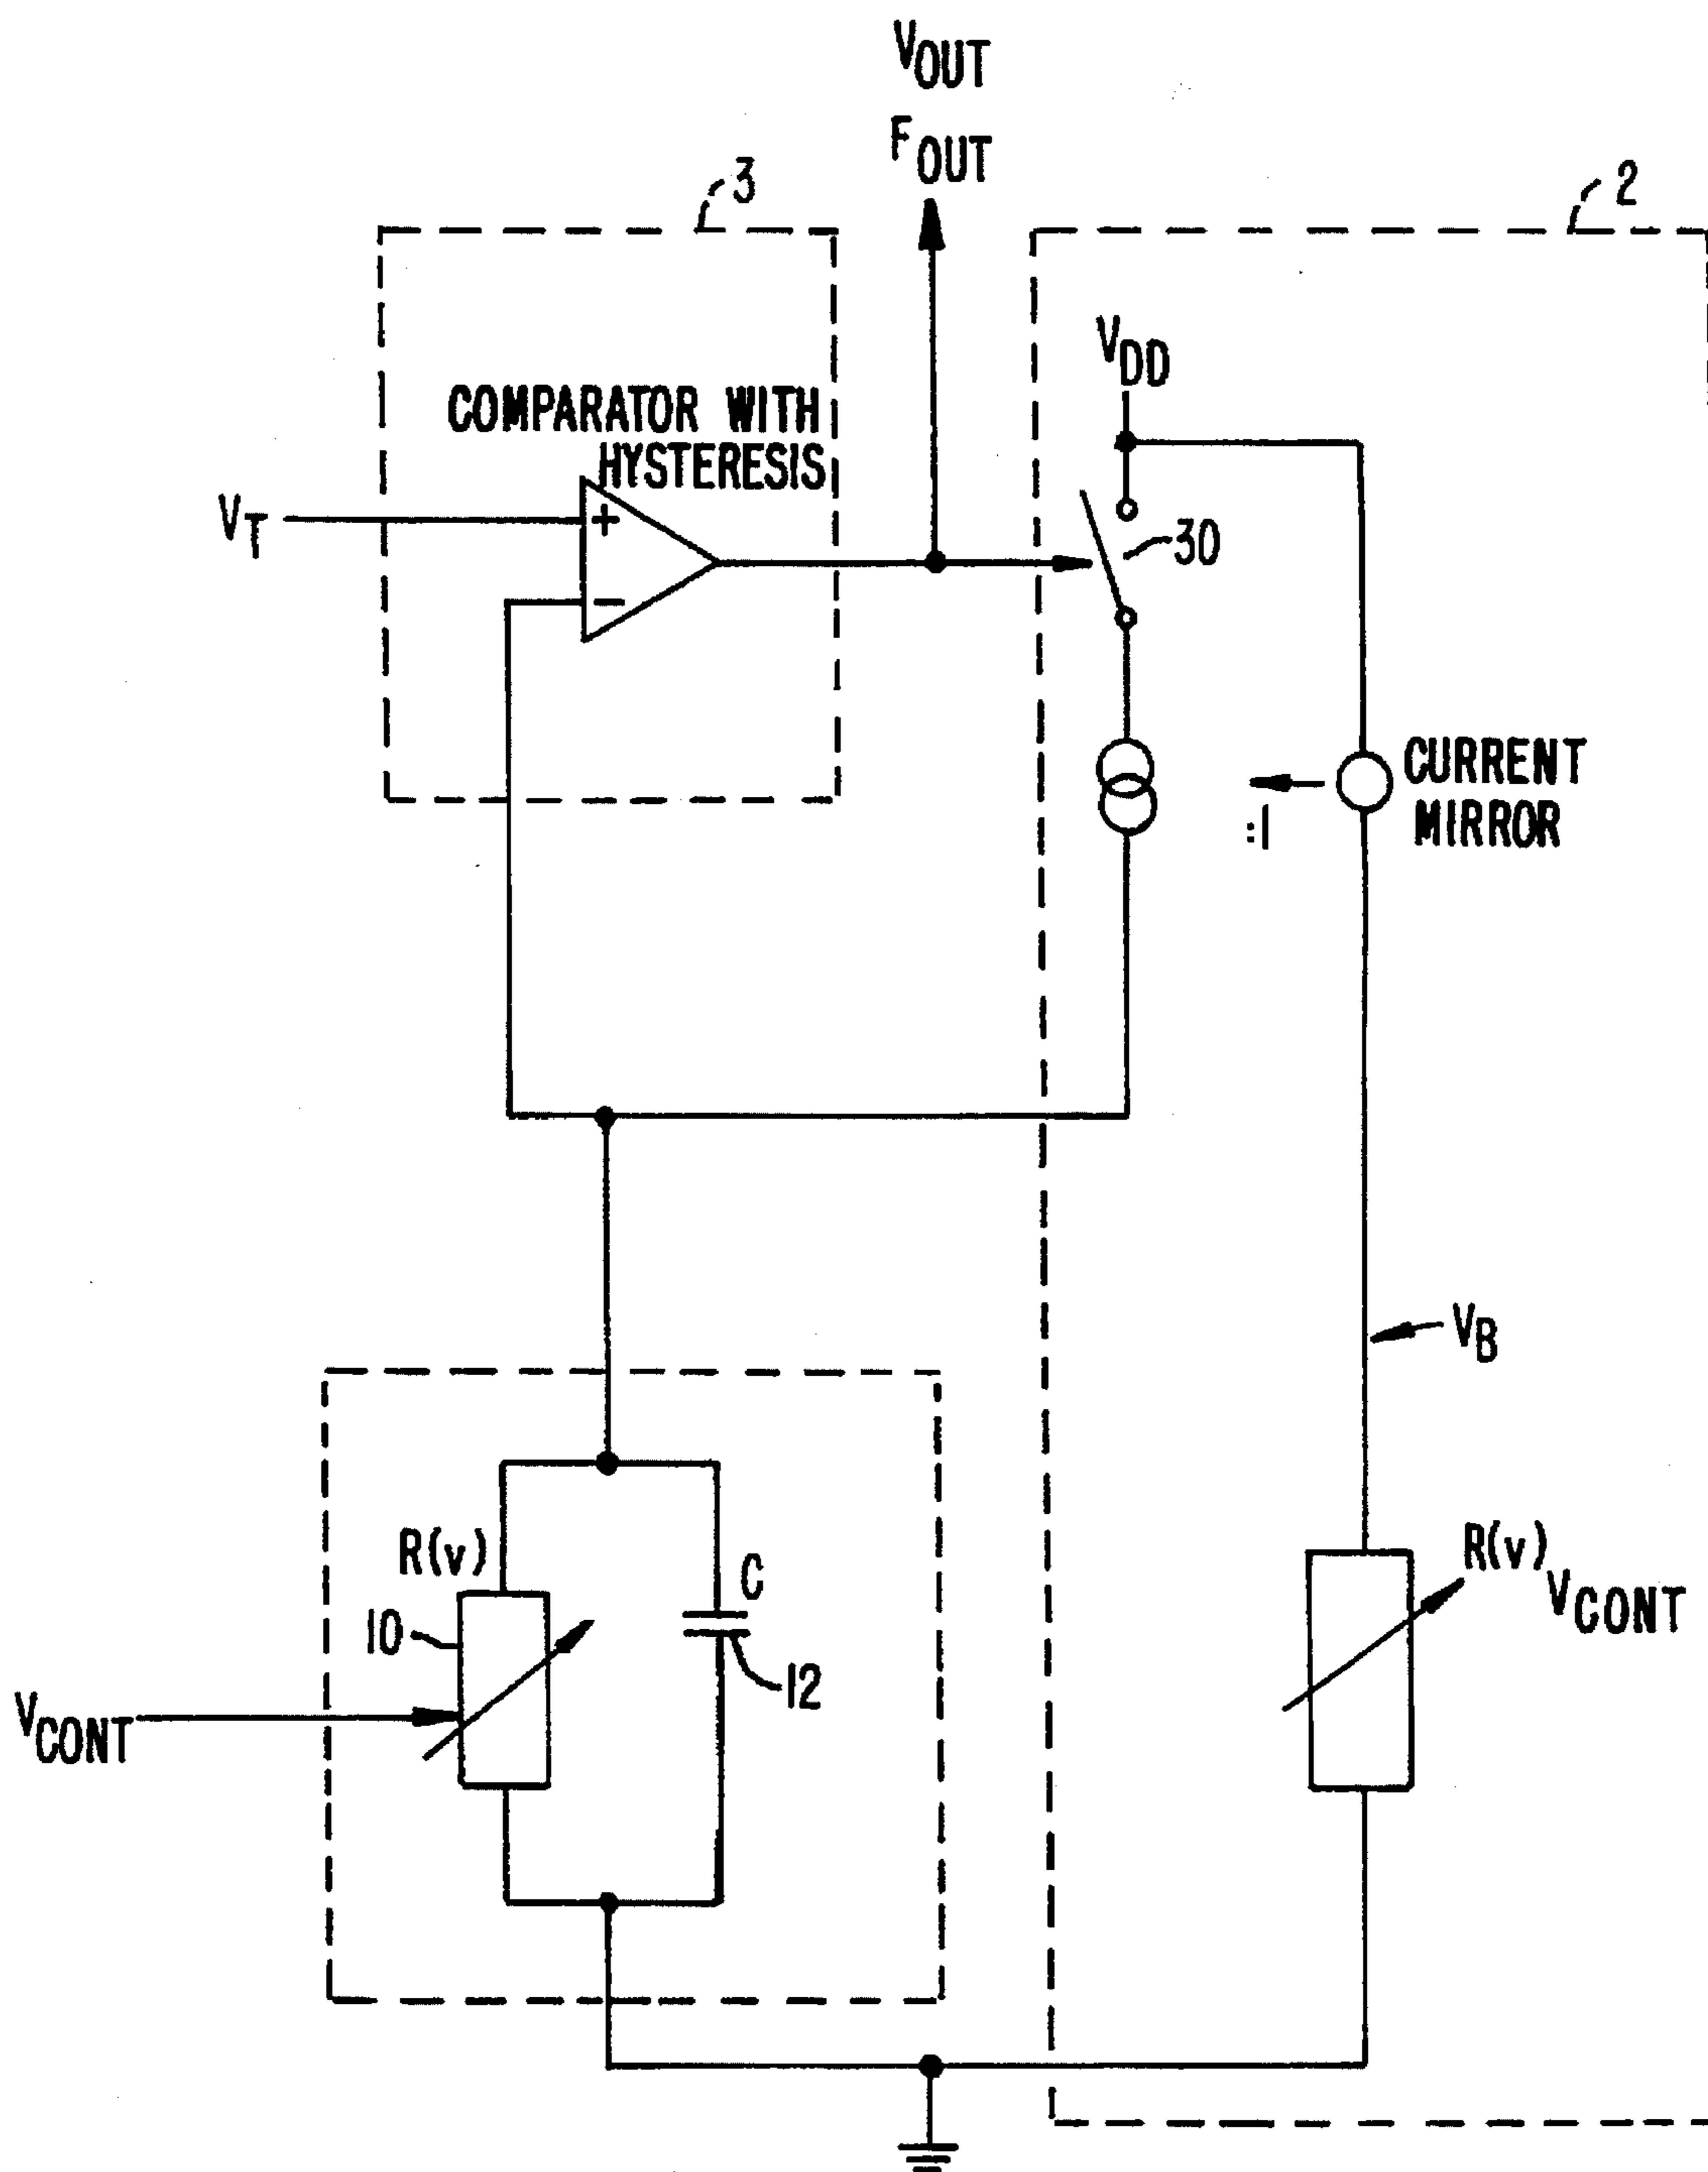 VOUT
FOUT
3
2
VDD
COMPARATOR WITH
HYSTERESIS
VT
+
−
30
CURRENT
MIRROR
:1
VB
R(v)
C
10
12
VCONT
R(v)
VCONT